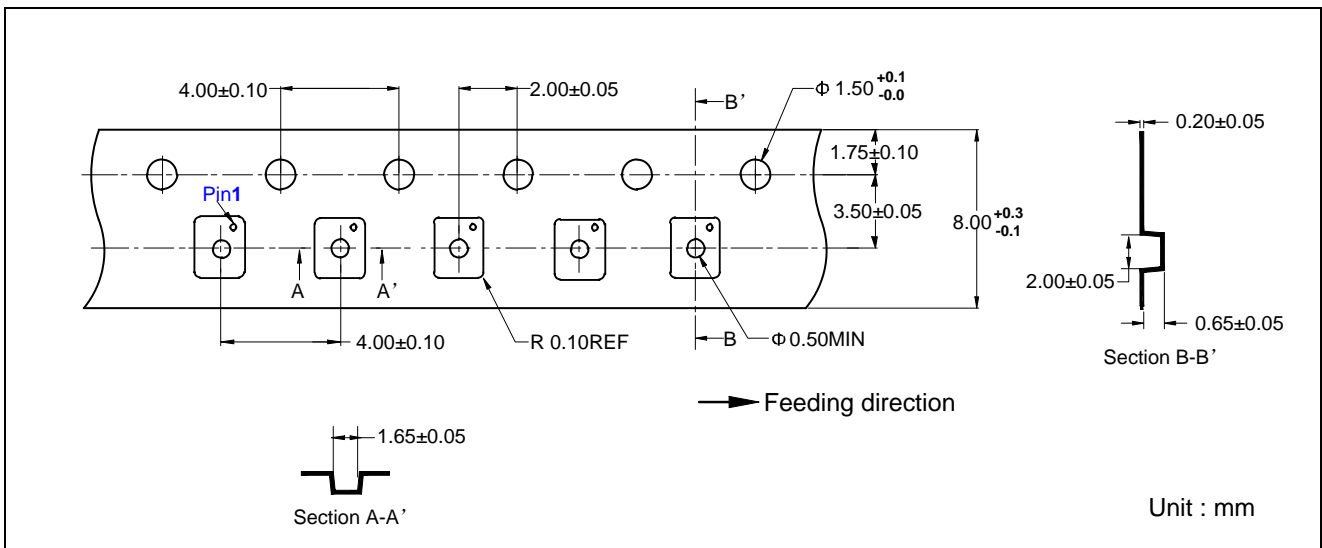 4.00±0.10
2.00±0.05
B’
Φ 1.50 +0.1 -0.0
0.20±0.05
1.75±0.10
Pin1
3.50±0.05
8.00 +0.3 -0.1
A
A’
2.00±0.05
4.00±0.10
R 0.10REF
B
Φ 0.50MIN
0.65±0.05
Section B-B’
Feeding direction
1.65±0.05
Section A-A’
Unit : mm